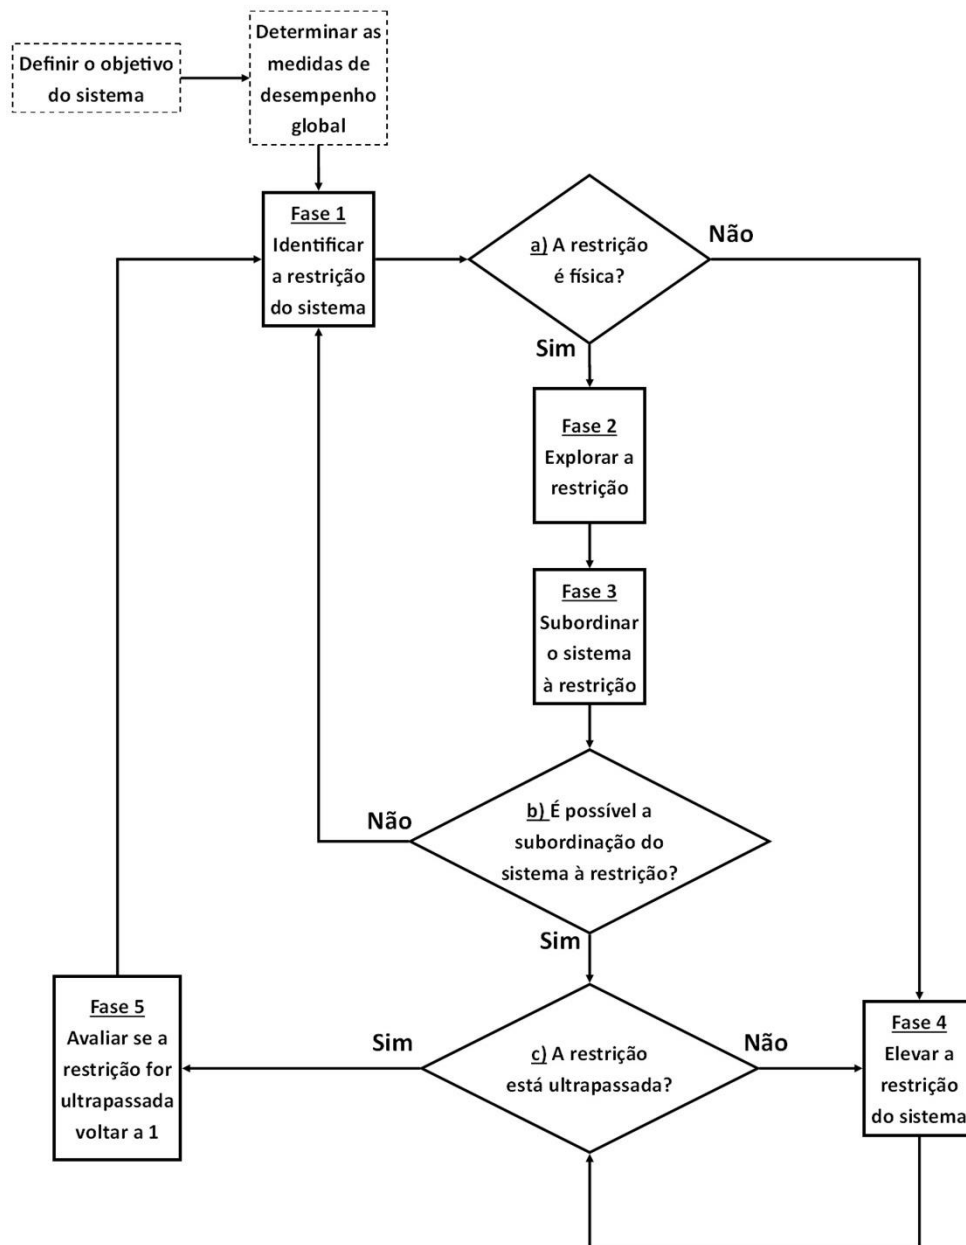 Definir o objetivo
do sistema
Determinar as
medidas de
desempenho
global
Fase 1
Identificar
a restrição
do sistema
a) A restrição
é física?
Não
Sim
Fase 2
Explorar a
restrição
Fase 3
Subordinar
o sistema
à restrição
b) É possível a
subordinação do
sistema à restrição?
Não
Sim
Fase 5
Avaliar se a
restrição for
ultrapassada
voltar a 1
Sim
c) A restrição
está ultrapassada?
Não
Fase 4
Elevar a
restrição
do sistema